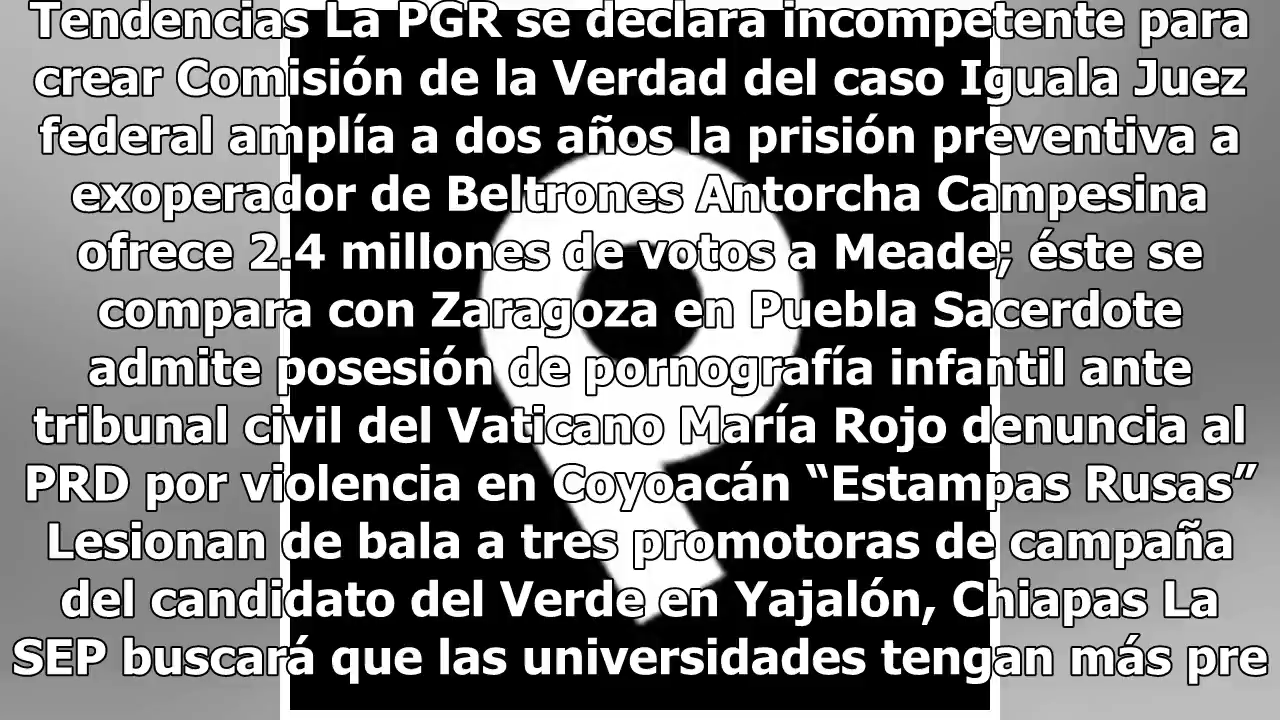 Tendencias La PGR se declara incompetente para
crear Comisión de la Verdad del caso Iguala Juez
federal amplía a dos años la prisión preventiva a
exoperador de Beltrones Antorcha Campesina
ofrece 2.4 millones de votos a Meade; éste se
compara con Zaragoza en Puebla Sacerdote
admite posesión de pornografía infantil ante
tribunal civil del Vaticano María Rojo denuncia al
PRD por violencia en Coyoacán “Estampas Rusas”
Lesionan de bala a tres promotoras de campaña
del candidato del Verde en Yajalón, Chiapas La
SEP buscará que las universidades tengan más pre